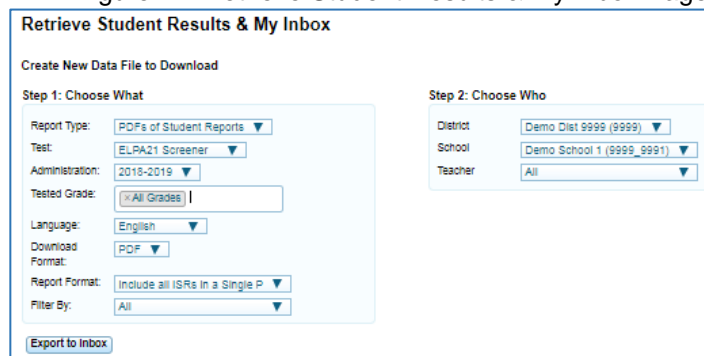 Retrieve Student Results & My Inbox
Create New Data File to Download
Step 1: Choose What
Report Type: PDFs of Student Reports
Test: ELPA21 Screener
Administration: 2018-2019
Tested Grade: ×All Grades
Language: English
Download Format: PDF
Report Format: Include all ISRs in a Single P
Filter By: All
Export to Inbox
Step 2: Choose Who
District Demo Dist 9999 (9999)
School Demo School 1 (9999_9991)
Teacher All